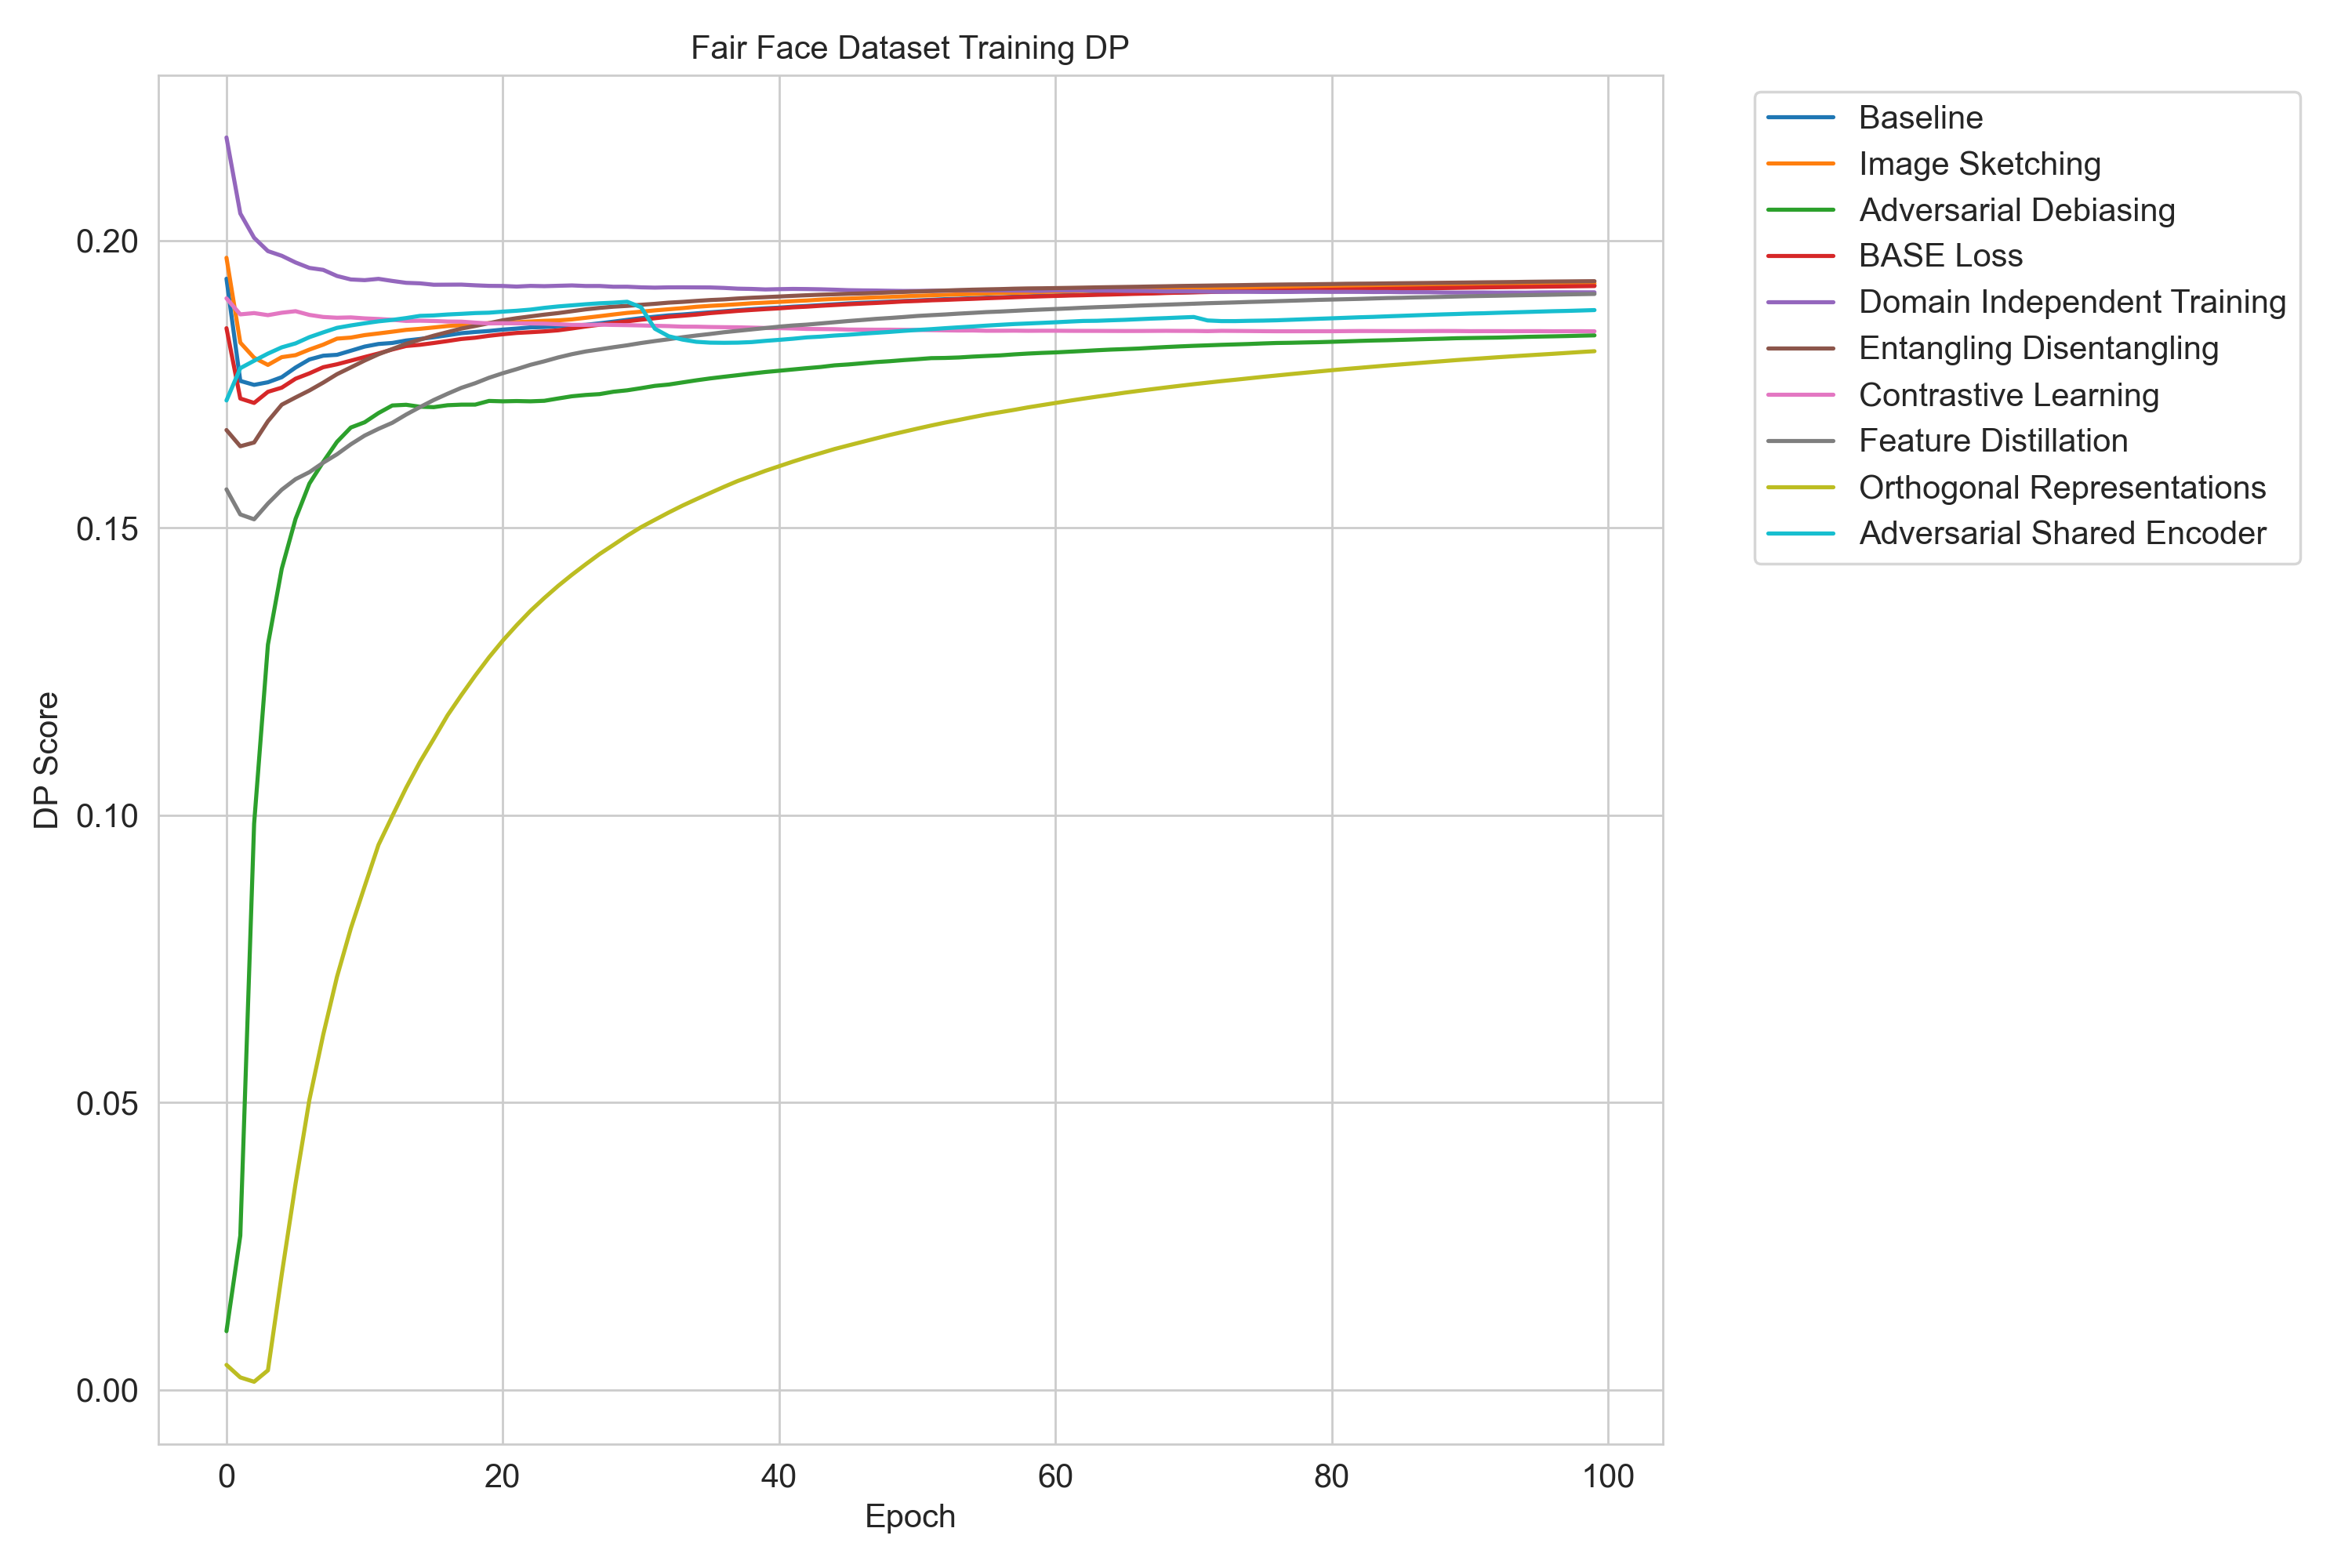 Fair Face Dataset Training DP
Baseline
Image Sketching
Adversarial Debiasing
BASE Loss
Domain Independent Training
Entangling Disentangling
Contrastive Learning
Feature Distillation
Orthogonal Representations
Adversarial Shared Encoder
DP Score
0.20
0.15
0.10
0.05
0.00
0 20 40 60 80 100
Epoch